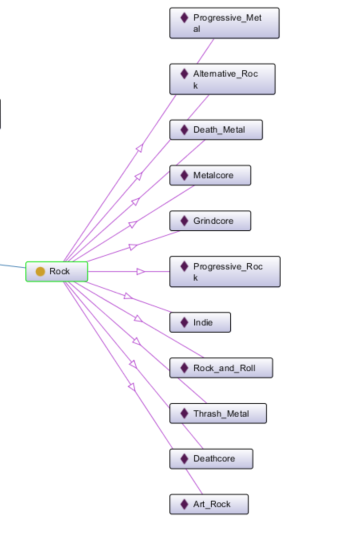 Progressive_Met
al
Alternative_Roc
k
Death_Metal
Metalcore
Grindcore
Rock
Progressive_Roc
k
Indie
Rock_and_Roll
Thrash_Metal
Deathcore
Art_Rock